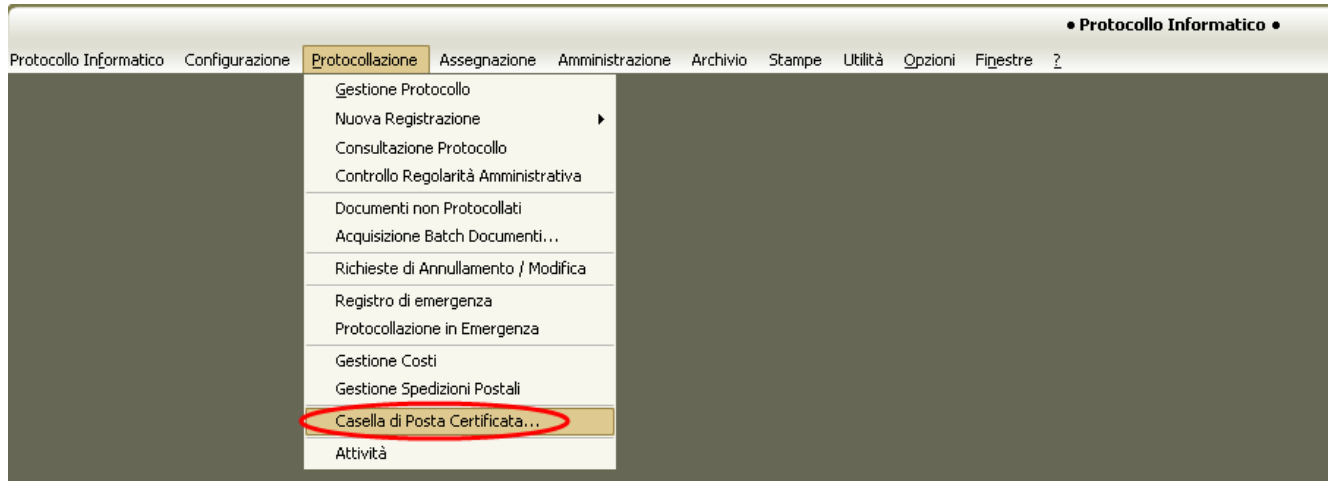 • Protocollo Informatico •
Protocollo Informatico Configurazione Protocollazione Assegnazione Amministrazione Archivio Stampe Utilità Opzioni Finestre ?
Gestione Protocollo
Nuova Registrazione
Consultazione Protocollo
Controllo Regolarità Amministrativa
Documenti non Protocollati
Acquisizione Batch Documenti...
Richieste di Annullamento / Modifica
Registro di emergenza
Protocollazione in Emergenza
Gestione Costi
Gestione Spedizioni Postali
Casella di Posta Certificata...
Attività